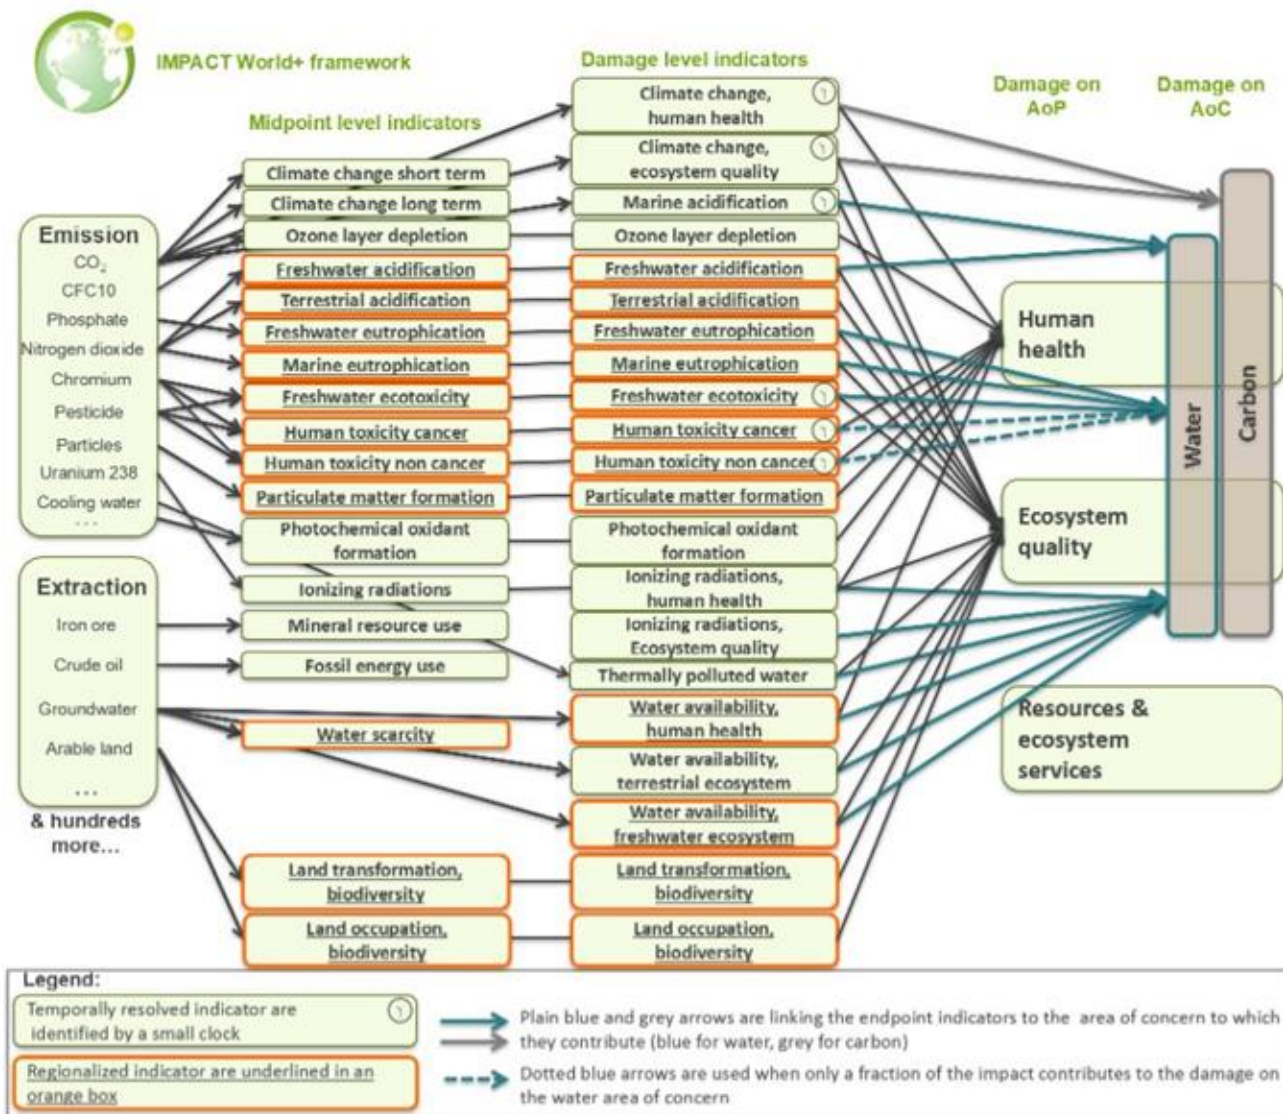 IMPACT World+ framework
Midpoint level indicators
Damage level indicators
Damage on
AoP
Damage on
AoC
Emission
CO₂
CFC10
Phosphate
Nitrogen dioxide
Chromium
Pesticide
Particles
Uranium 238
Cooling water
...
Extraction
Iron ore
Crude oil
Groundwater
Arable land
...
& hundreds
more...
Climate change short term
Climate change long term
Ozone layer depletion
Freshwater acidification
Terrestrial acidification
Freshwater eutrophication
Marine eutrophication
Freshwater ecotoxicity
Human toxicity cancer
Human toxicity non cancer
Particulate matter formation
Photochemical oxidant
formation
Ionizing radiations
Mineral resource use
Fossil energy use
Water scarcity
Land transformation,
biodiversity
Land occupation,
biodiversity
Climate change,
human health
Climate change,
ecosystem quality
Marine acidification
Ozone layer depletion
Freshwater acidification
Terrestrial acidification
Freshwater eutrophication
Marine eutrophication
Freshwater ecotoxicity
Human toxicity cancer
Human toxicity non cancer
Particulate matter formation
Photochemical oxidant
formation
Ionizing radiations,
human health
Ionizing radiations,
Ecosystem quality
Thermally polluted water
Water availability,
human health
Water availability,
terrestrial ecosystem
Water availability,
freshwater ecosystem
Land transformation,
biodiversity
Land occupation,
biodiversity
Human
health
Ecosystem
quality
Resources &
ecosystem
services
Water
Carbon
Legend:
Temporally resolved indicator are
identified by a small clock
Regionalized indicator are underlined in an
orange box
Plain blue and grey arrows are linking the endpoint indicators to the area of concern to which
they contribute (blue for water, grey for carbon)
Dotted blue arrows are used when only a fraction of the impact contributes to the damage on
the water area of concern